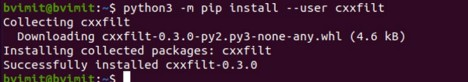 bvimit@bvimit:~$ python3 -m pip install --user cxxfilt
Collecting cxxfilt
  Downloading cxxfilt-0.3.0-py2.py3-none-any.whl (4.6 kB)
Installing collected packages: cxxfilt
Successfully installed cxxfilt-0.3.0
bvimit@bvimit:~$